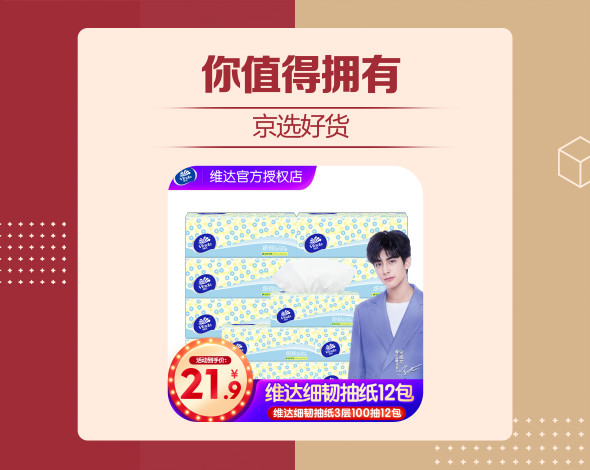 你值得拥有
京选好货
维达官方授权店
活动到手价:
¥
21.9
维达细韧抽纸12包
维达细韧抽纸3层100抽12包